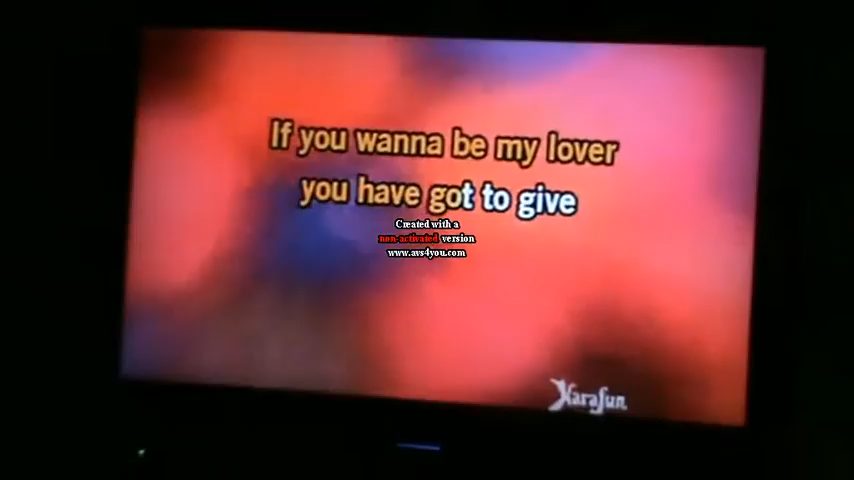 If you wanna be my lover
you have got to give
Created with a
non-activated version
www.avs4you.com
Karafun